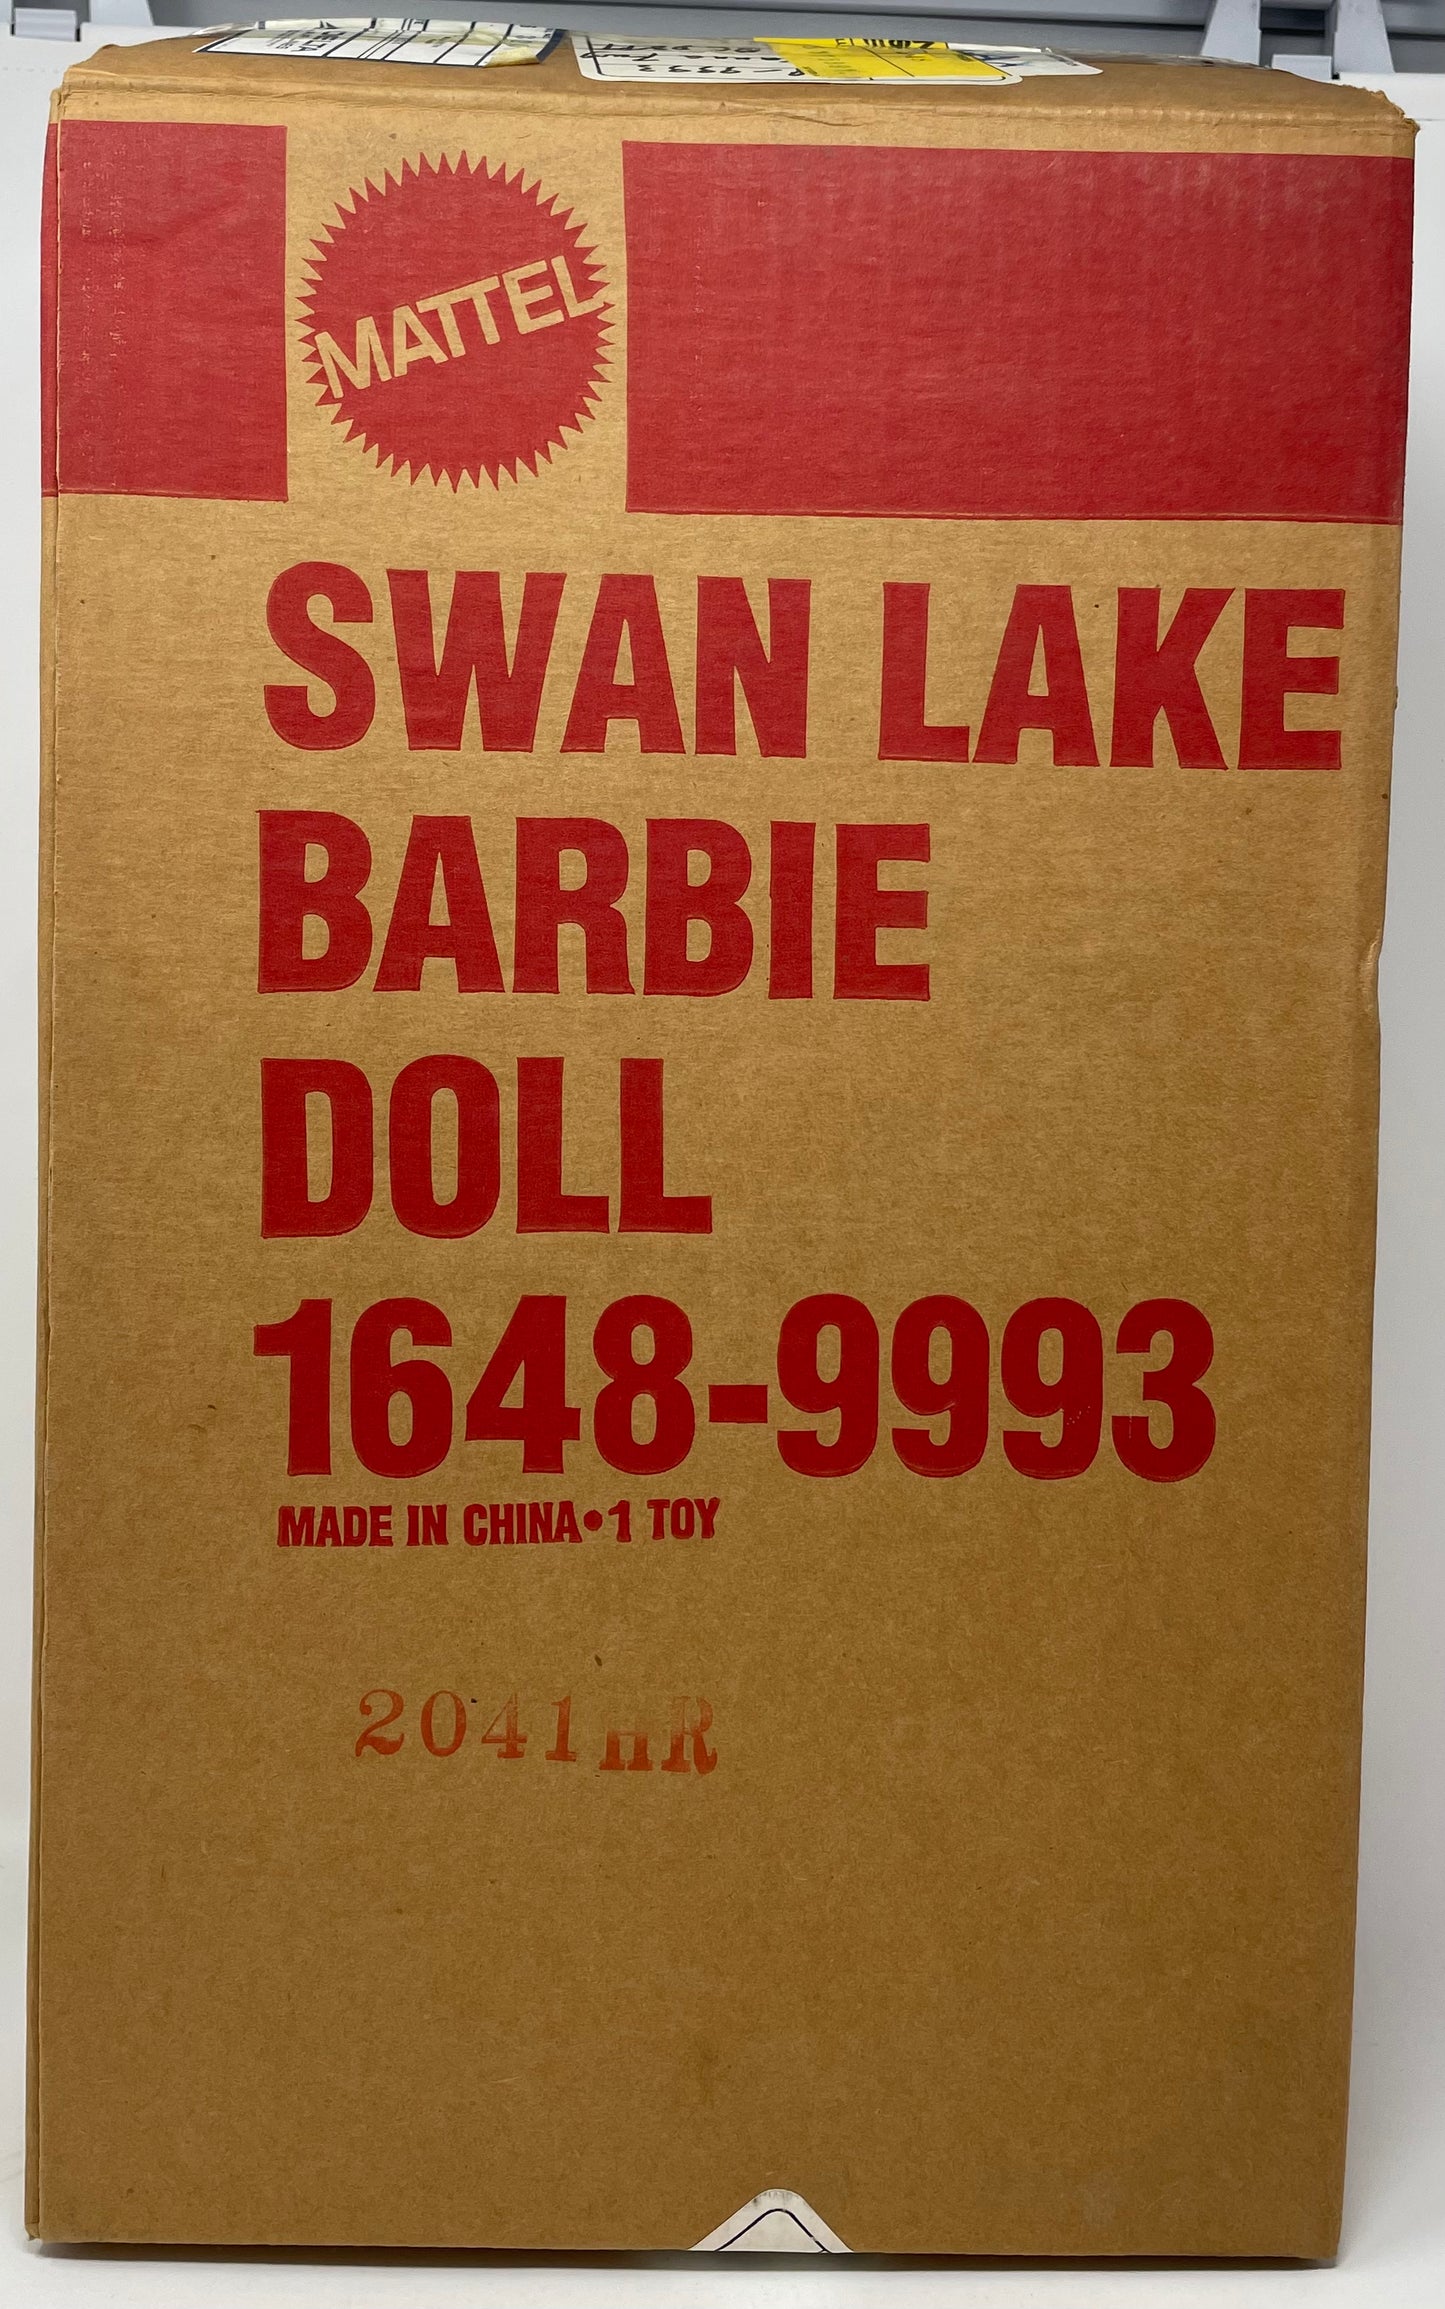 MATTEL
SWAN LAKE
BARBIE
DOLL
1648-9993
MADE IN CHINA•1 TOY
2041HR